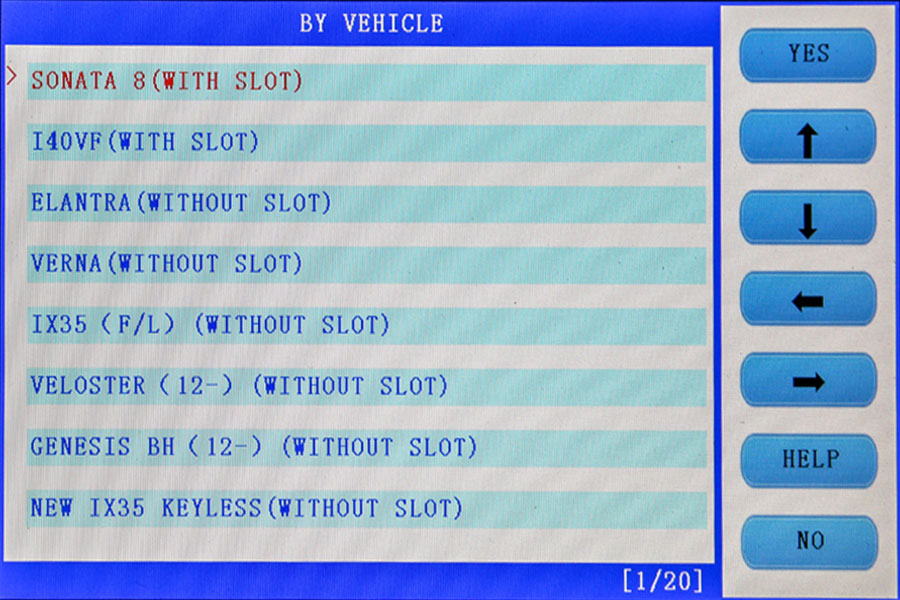 BY VEHICLE
> SONATA 8(WITH SLOT)
I40VF(WITH SLOT)
ELANTRA(WITHOUT SLOT)
VERNA(WITHOUT SLOT)
IX35 (F/L) (WITHOUT SLOT)
VELOSTER (12-) (WITHOUT SLOT)
GENESIS BH (12-) (WITHOUT SLOT)
NEW IX35 KEYLESS(WITHOUT SLOT)
[1/20]
YES
↑
↓
←
→
HELP
NO